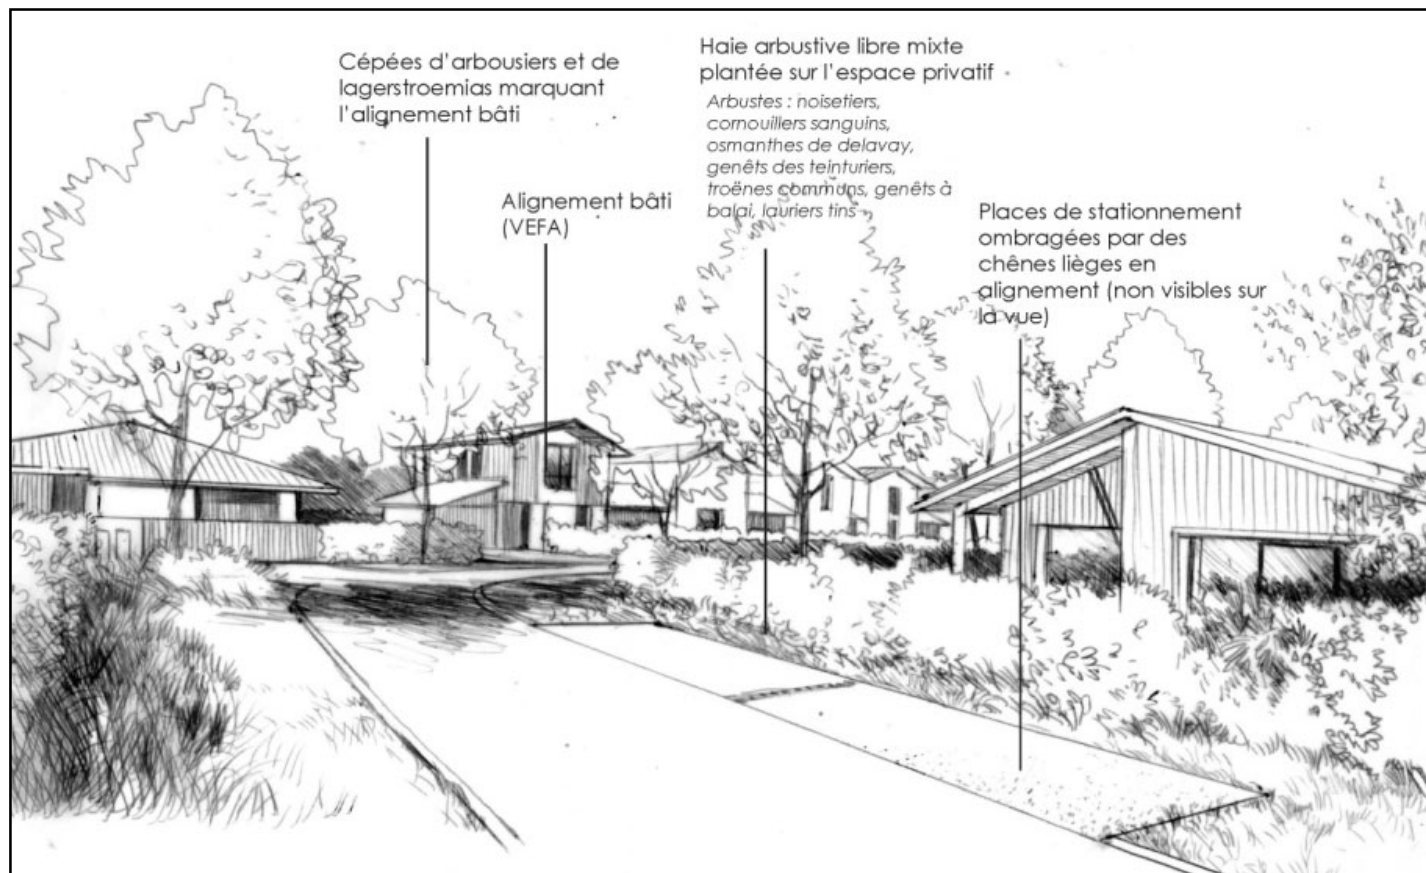 Cépées d'arbousiers et de
lagerstroemias marquant
l'alignement bâti
Alignement bâti
(VEFA)
Haie arbustive libre mixte
plantée sur l'espace privatif
Arbustes : noisetiers,
cornouillers sanguins,
osmanthes de delavay,
genêts des teinturiers,
troënes communs, genêts à
balai, lauriers tins
Places de stationnement
ombragées par des
chênes lièges en
alignement (non visibles sur
la vue)